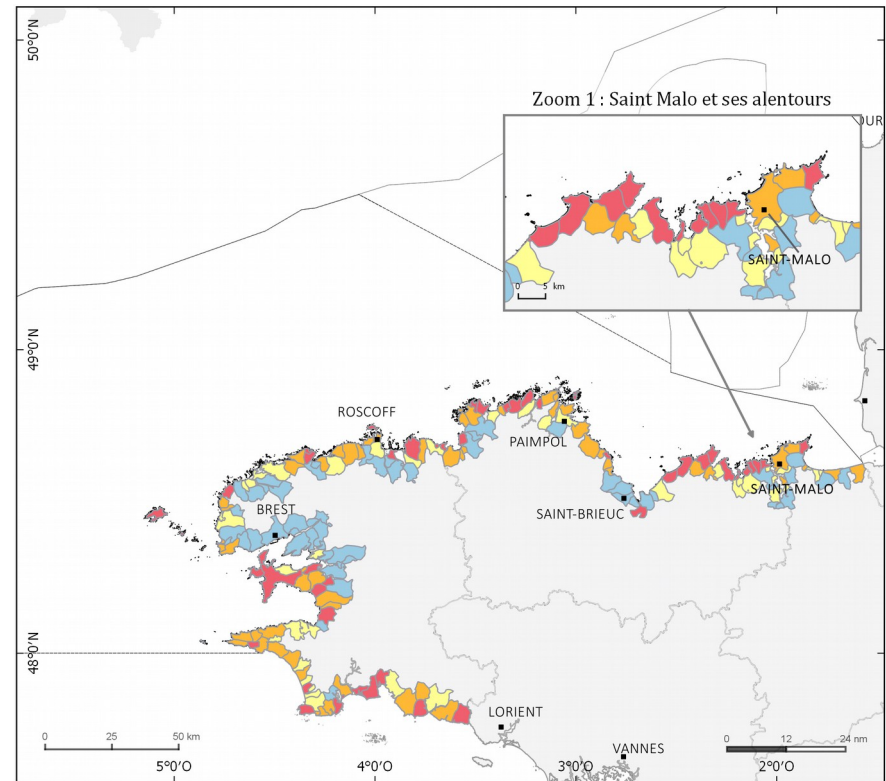 50°0'N
Zoom 1 : Saint Malo et ses alentours
OUR
SAINT-MALO
0 5 km
49°0'N
ROSCOFF
PAIMPOL
SAINT-MALO
BREST
SAINT-BRIEUC
48°0'N
LORIENT
0 25 50 km
0 12 24 nm
VANNES
5°0'O 4°0'O 3°0'O 2°0'O